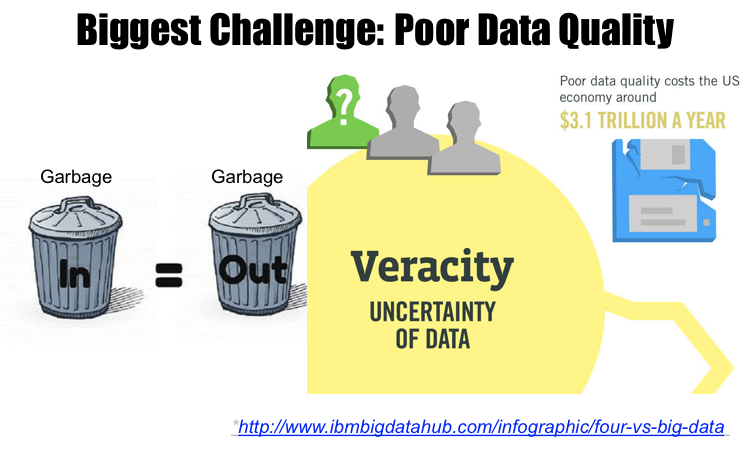 Biggest Challenge: Poor Data Quality
?
Poor data quality costs the US
economy around
$3.1 TRILLION A YEAR
Garbage
Garbage
In
=
Out
Veracity
UNCERTAINTY
OF DATA
*http://www.ibmbigdatahub.com/infographic/four-vs-big-data